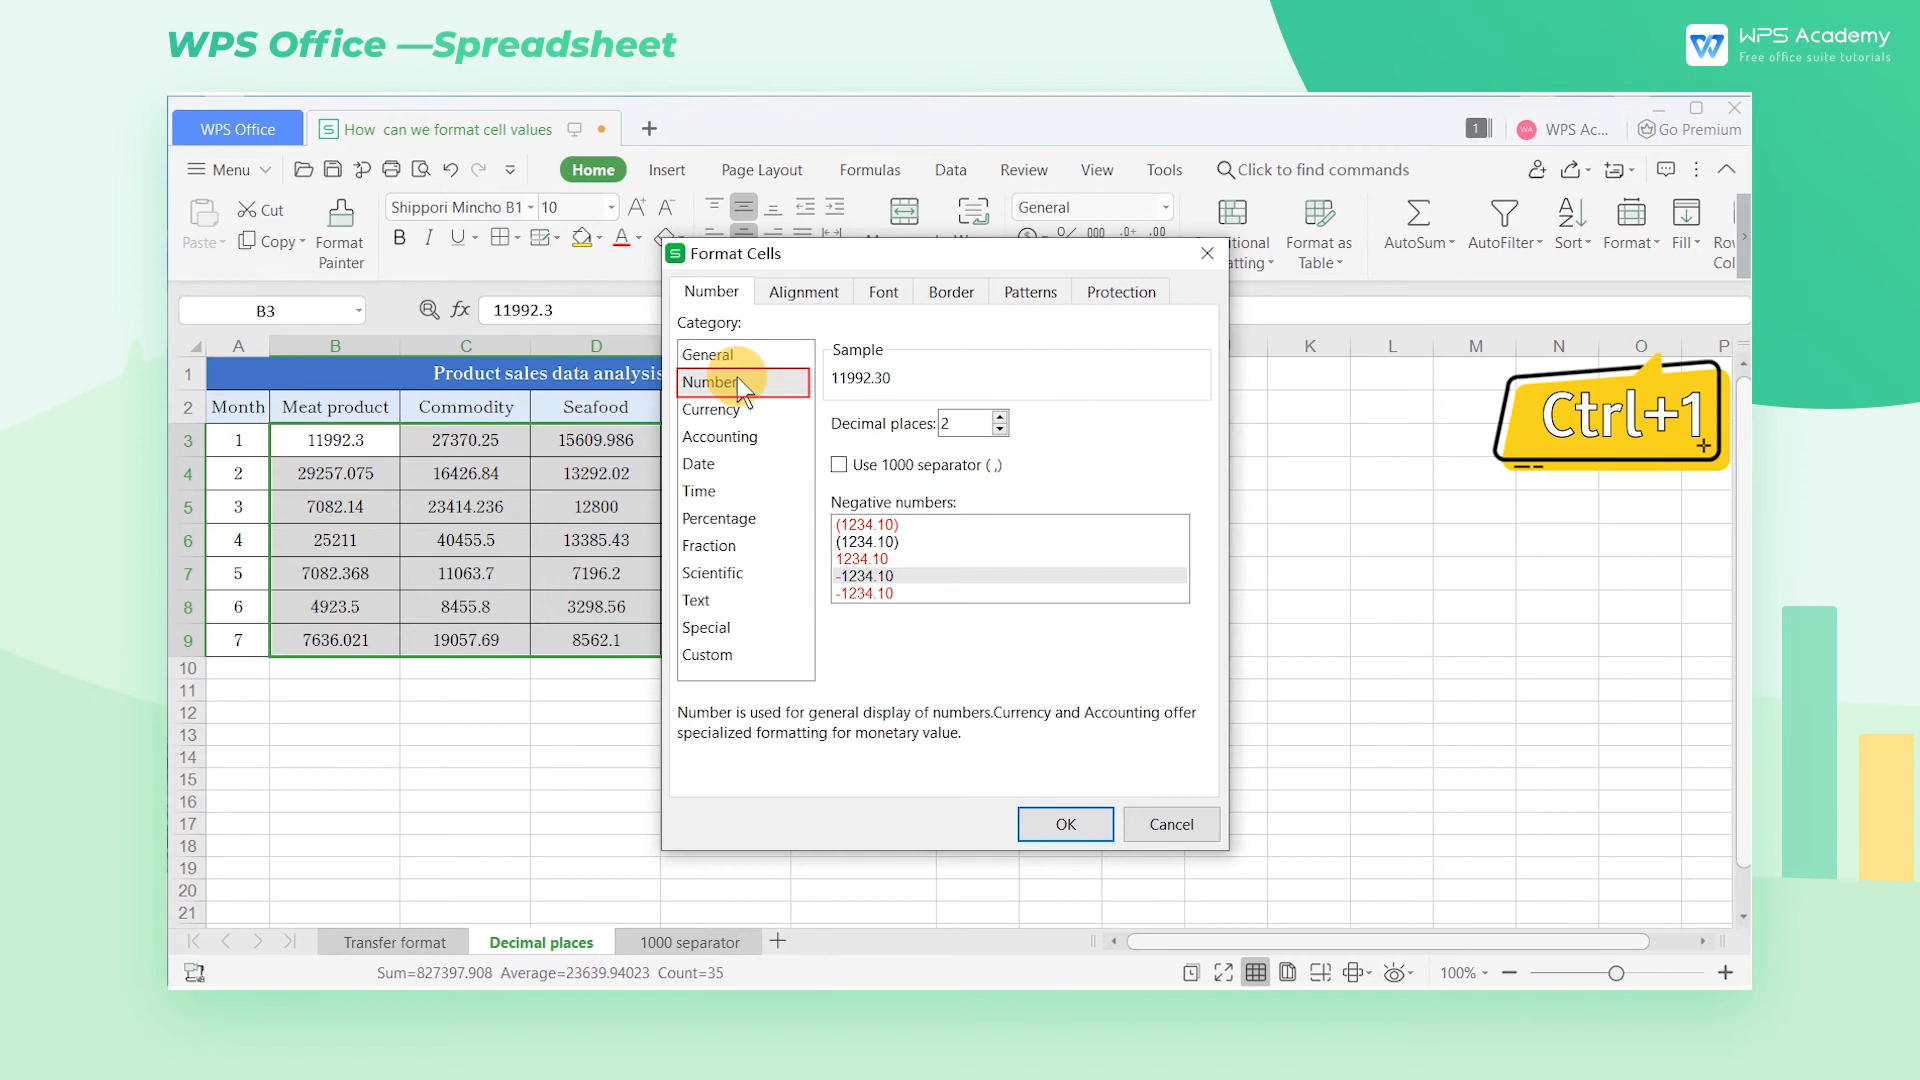 WPS Office —Spreadsheet
WPS Academy
Free office suite tutorials
WPS Office
How can we format cell values
1
WA
WPS Ac...
Go Premium
Menu
Home
Insert
Page Layout
Formulas
Data
Review
View
Tools
Click to find commands
Paste
Cut
Copy
Format
Painter
Shippori Mincho B1
10
General
Format as
Table
AutoSum
AutoFilter
Sort
Format
Fill
B3
fx
11992.3
A B C D K L M N O P
1 Product sales data analysis
2 Month Meat product Commodity Seafood
3 1 11992.3 27370.25 15609.986
4 2 29257.075 16426.84 13292.02
5 3 7082.14 23414.236 12800
6 4 25211 40455.5 13385.43
7 5 7082.368 11063.7 7196.2
8 6 4923.5 8455.8 3298.56
9 7 7636.021 19057.69 8562.1
10
11
12
13
14
15
16
17
18
19
20
21
Format Cells
Number
Alignment
Font
Border
Patterns
Protection
Category:
General
Number
Currency
Accounting
Date
Time
Percentage
Fraction
Scientific
Text
Special
Custom
Sample
11992.30
Decimal places: 2
Use 1000 separator ( ,)
Negative numbers:
(1234.10)
(1234.10)
1234.10
-1234.10
-1234.10
Number is used for general display of numbers.Currency and Accounting offer
specialized formatting for monetary value.
OK
Cancel
Ctrl+1
Transfer format
Decimal places
1000 separator
Sum=827397.908 Average=23639.94023 Count=35
100%